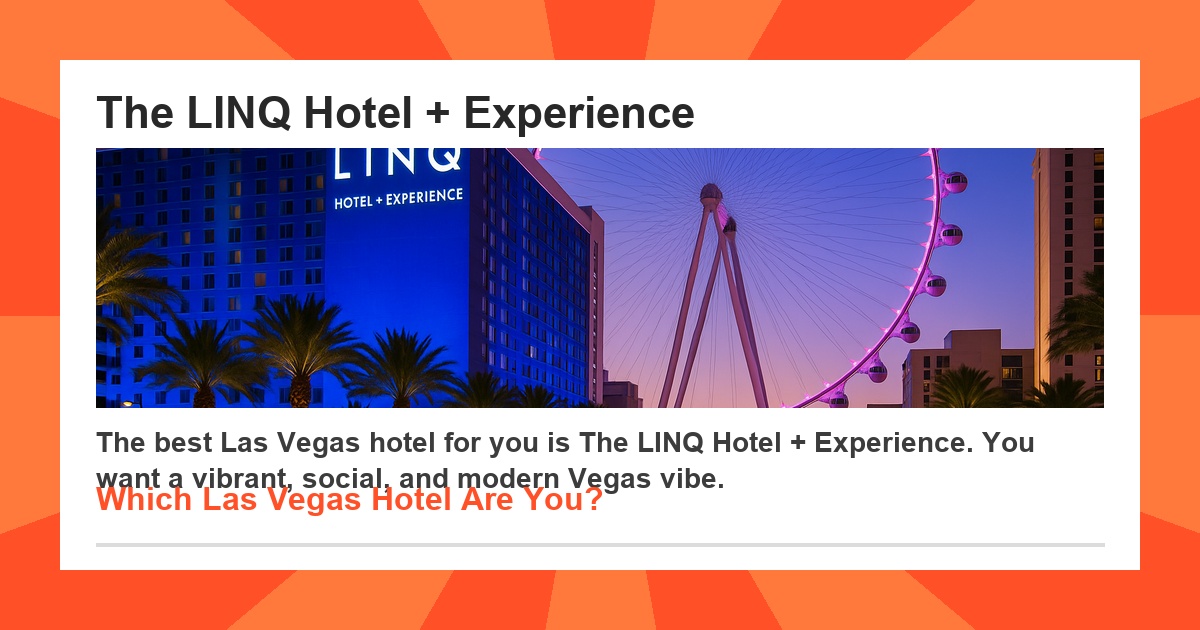 The LINQ Hotel + Experience
LINQ
HOTEL + EXPERIENCE
The best Las Vegas hotel for you is The LINQ Hotel + Experience. You
want a vibrant, social, and modern Vegas vibe.
Which Las Vegas Hotel Are You?